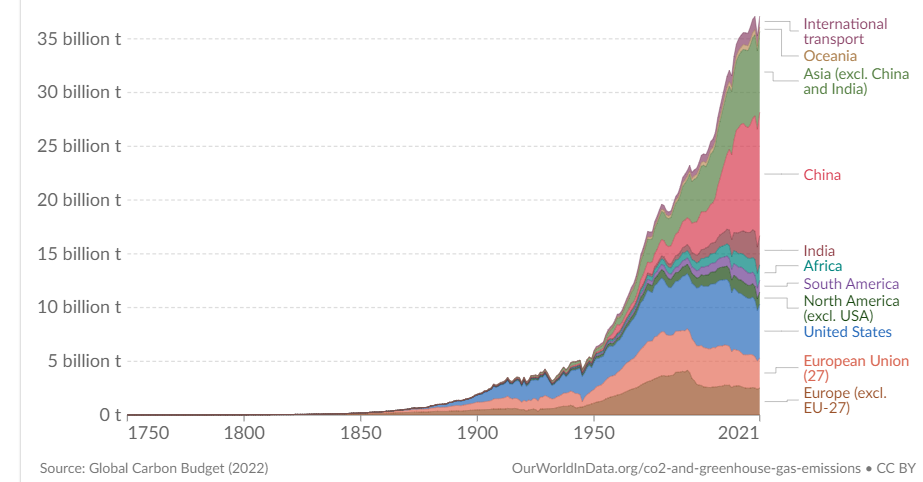 35 billion t
30 billion t
25 billion t
20 billion t
15 billion t
10 billion t
5 billion t
0 t
1750
1800
1850
1900
1950
2021
International
transport
Oceania
Asia (excl. China
and India)
China
India
Africa
South America
North America
(excl. USA)
United States
European Union
(27)
Europe (excl.
EU-27)
Source: Global Carbon Budget (2022)
OurWorldInData.org/co2-and-greenhouse-gas-emissions • CC BY